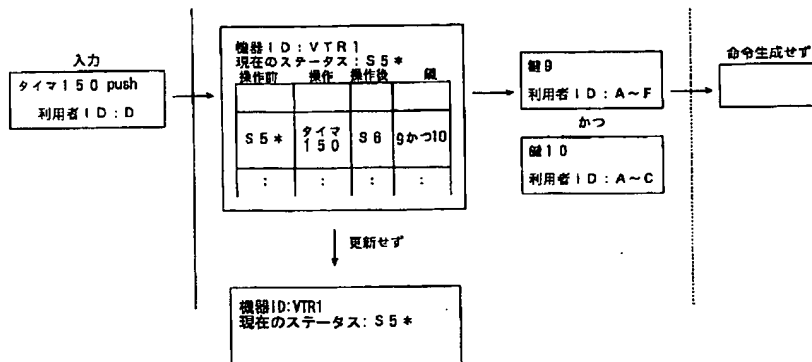 入力
タイマ150 push
利用者ID:D
機器ID:VTR1
現在のステータス:S5*
操作前 操作 操作後 鍵
S5* タイマ150 S6 9かつ10
: : : :
鍵9
利用者ID:A~F
かつ
鍵10
利用者ID:A~C
命令生成せず
更新せず
機器ID:VTR1
現在のステータス:S5*